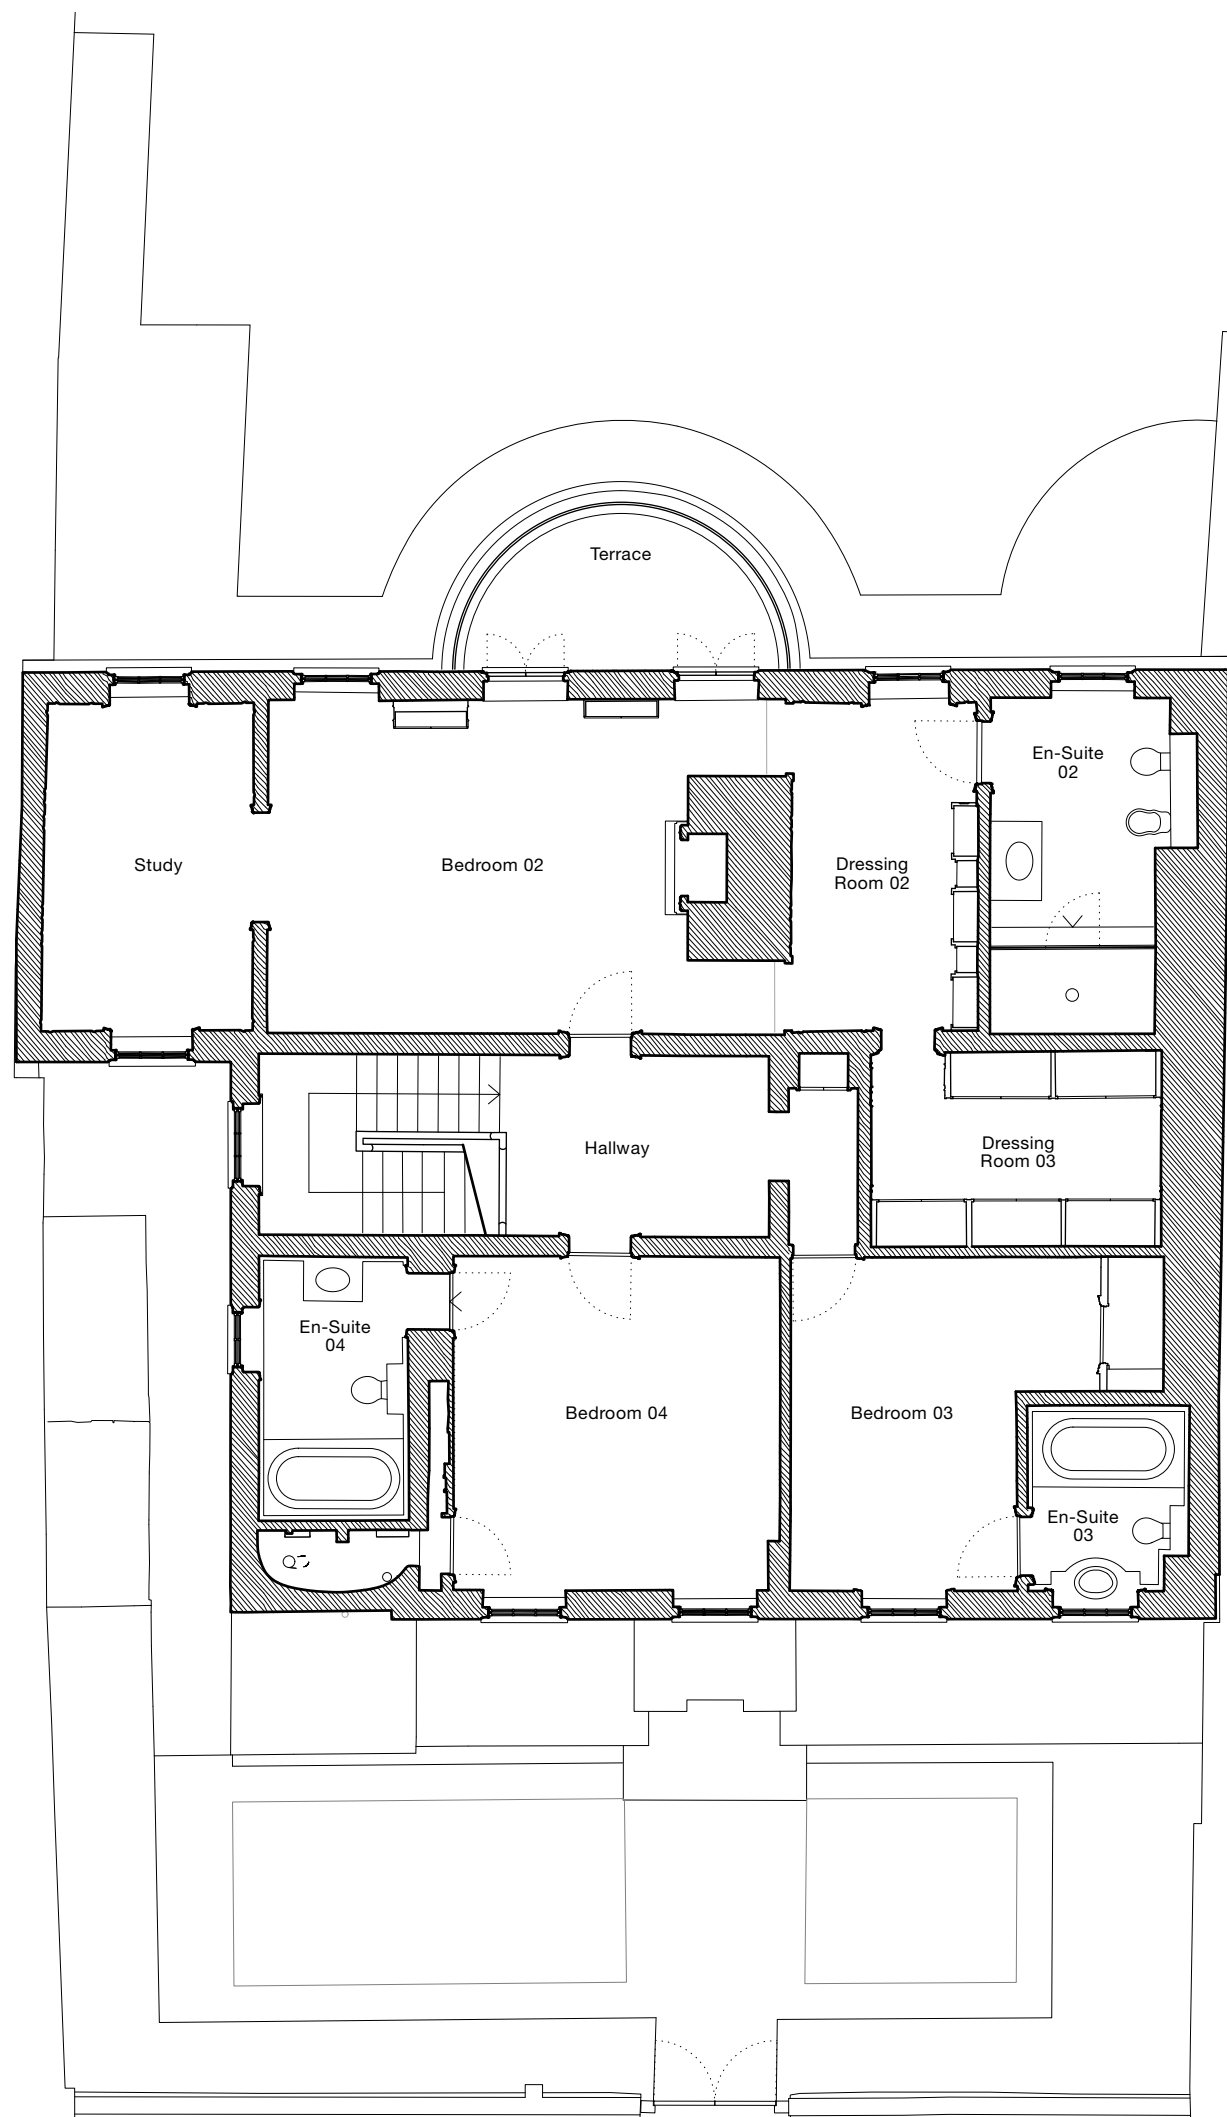 Terrace
Study
Bedroom 02
Dressing
Room 02
En-Suite
02
Hallway
Dressing
Room 03
En-Suite
04
Bedroom 04
Bedroom 03
En-Suite
03